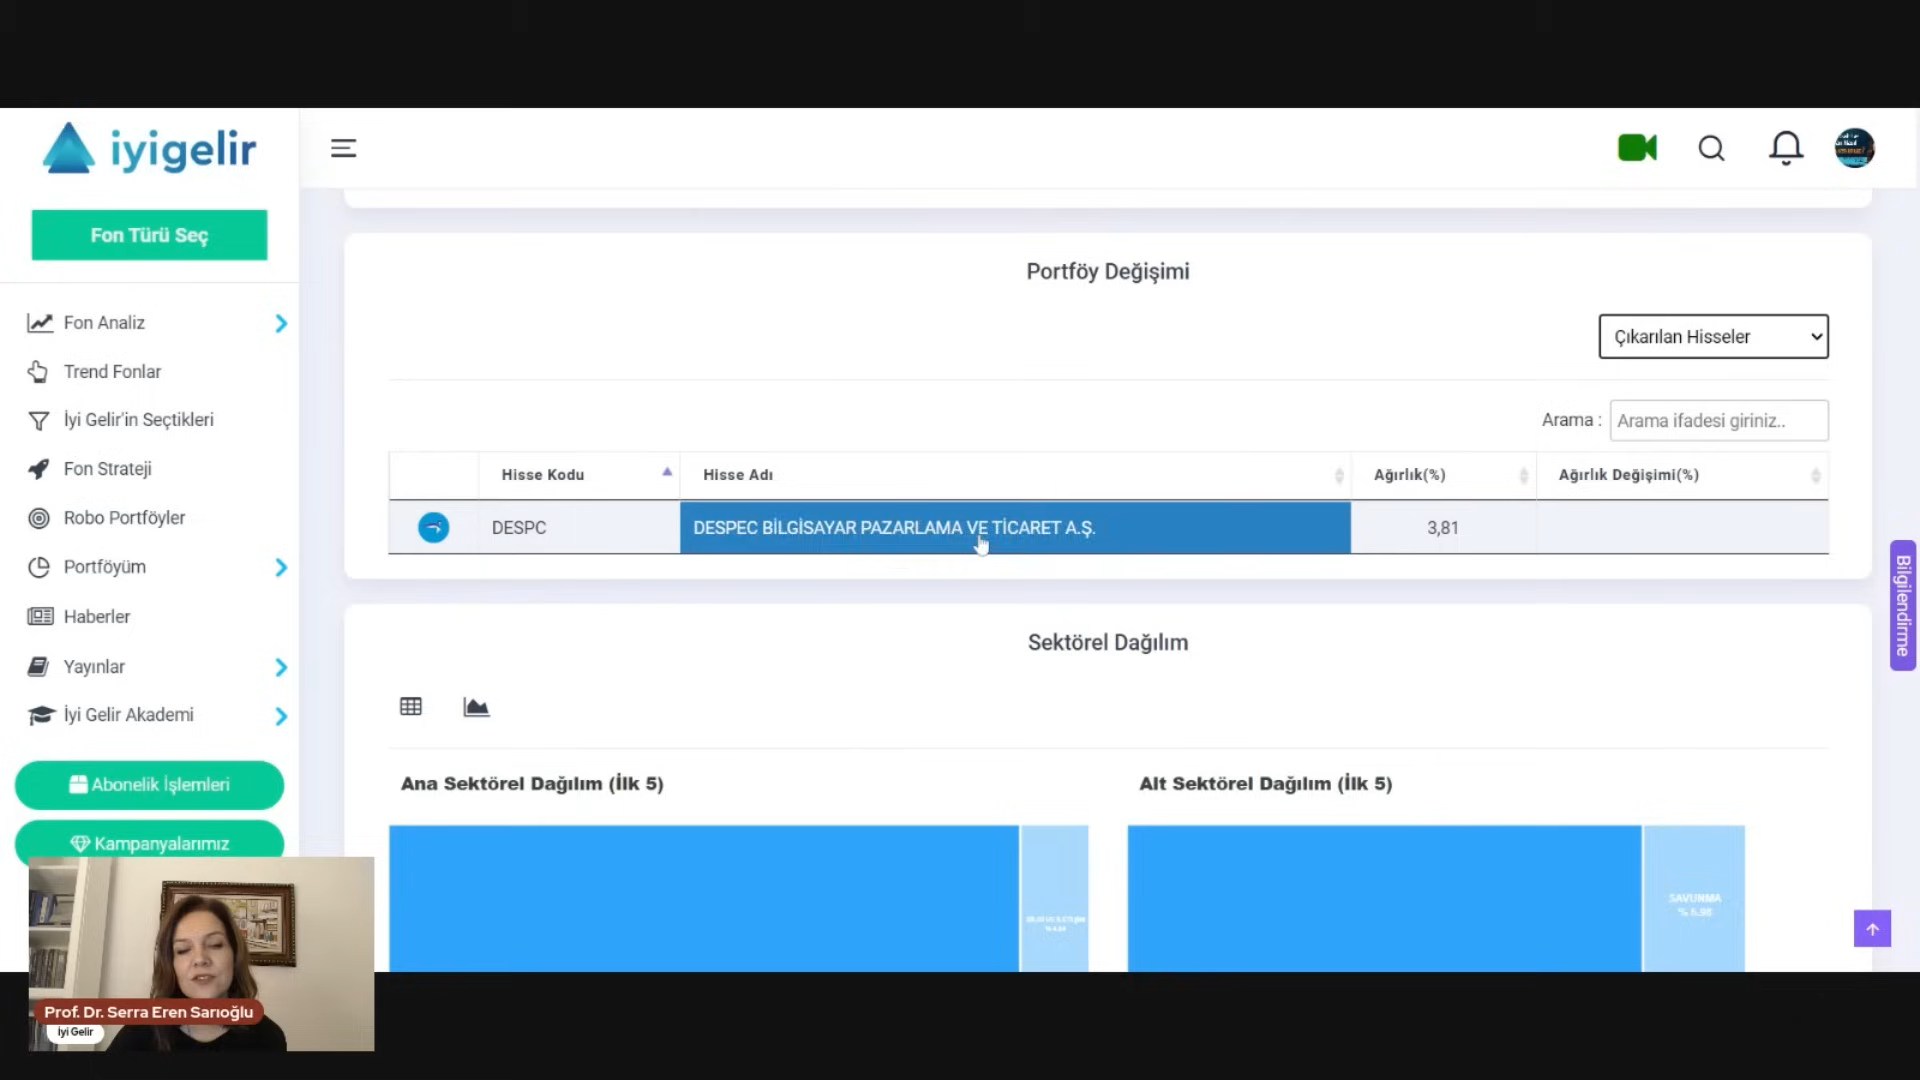 iyigelir
Fon Türü Seç
Fon Analiz
Trend Fonlar
İyi Gelir'in Seçtikleri
Fon Strateji
Robo Portföyler
Portföyüm
Haberler
Yayınlar
İyi Gelir Akademi
Abonelik İşlemleri
Kampanyalarımız
Portföy Değişimi
Çıkarılan Hisseler
Arama : Arama ifadesi giriniz..
Hisse Kodu Hisse Adı Ağırlık(%) Ağırlık Değişimi(%)
DESPC DESPEC BİLGİSAYAR PAZARLAMA VE TİCARET A.Ş. 3,81
Bilgilendirme
Sektörel Dağılım
Ana Sektörel Dağılım (İlk 5) Alt Sektörel Dağılım (İlk 5)
SAVUNMA
Prof. Dr. Serra Eren Sarıoğlu
İyi Gelir